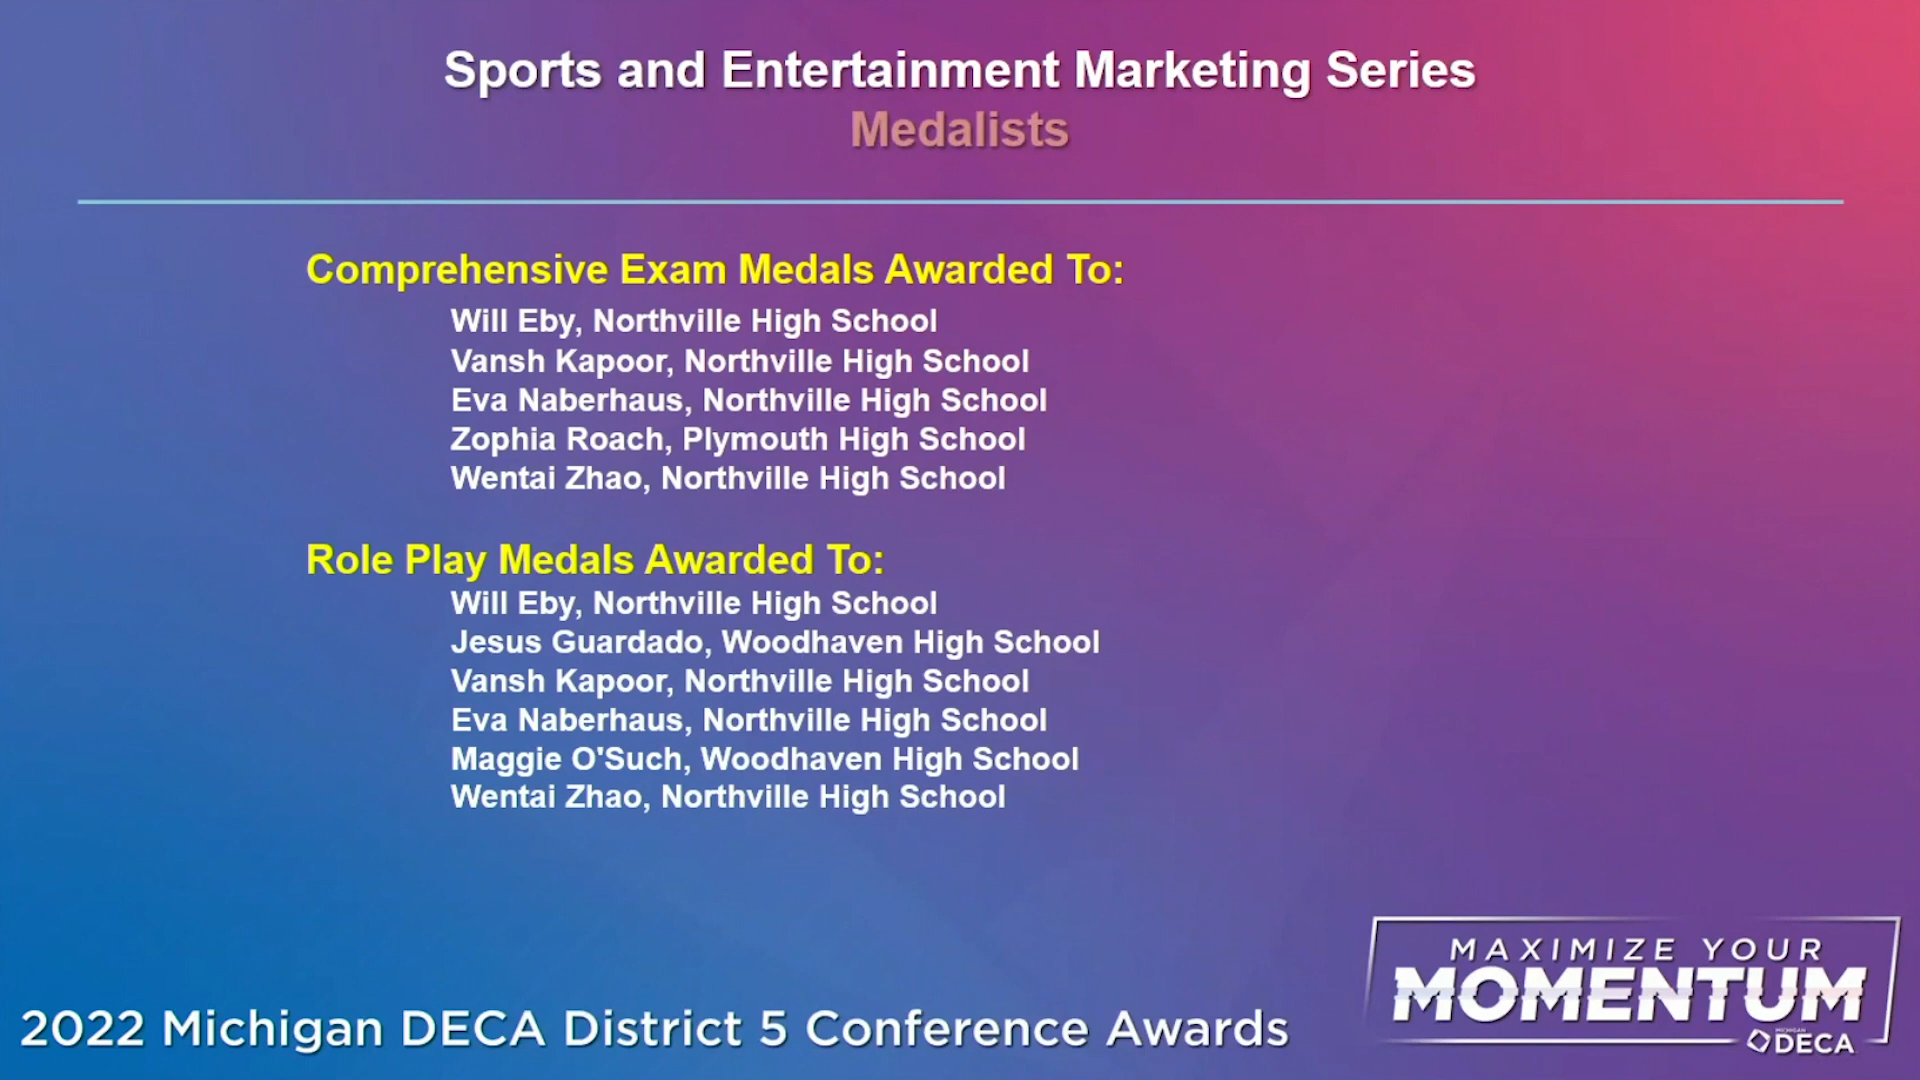 Sports and Entertainment Marketing Series
Medalists
Comprehensive Exam Medals Awarded To:
Will Eby, Northville High School
Vansh Kapoor, Northville High School
Eva Naberhaus, Northville High School
Zophia Roach, Plymouth High School
Wentai Zhao, Northville High School
Role Play Medals Awarded To:
Will Eby, Northville High School
Jesus Guardado, Woodhaven High School
Vansh Kapoor, Northville High School
Eva Naberhaus, Northville High School
Maggie O'Such, Woodhaven High School
Wentai Zhao, Northville High School
2022 Michigan DECA District 5 Conference Awards
MAXIMIZE YOUR
MOMENTUM
MICHIGAN
DECA